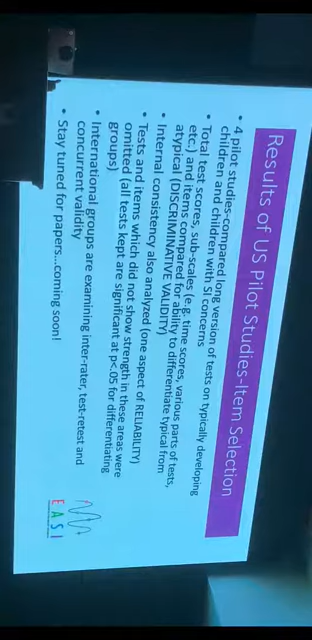 Results of US Pilot Studies-Item Selection
• 4 pilot studies-compared long version of tests on typically developing
children and children with SI concerns
• Total test scores, sub-scales (e.g. time scores, various parts of tests,
etc.) and items compared for ability to differentiate typical from
atypical (DISCRIMINATIVE VALIDITY)
• Internal consistency also analyzed (one aspect of RELIABILITY)
• Tests and items which did not show strength in these areas were
omitted (all tests kept are significant at p<.05 for differentiating
groups)
• International groups are examining inter-rater, test-retest and
concurrent validity
• Stay tuned for papers....coming soon!
EASI